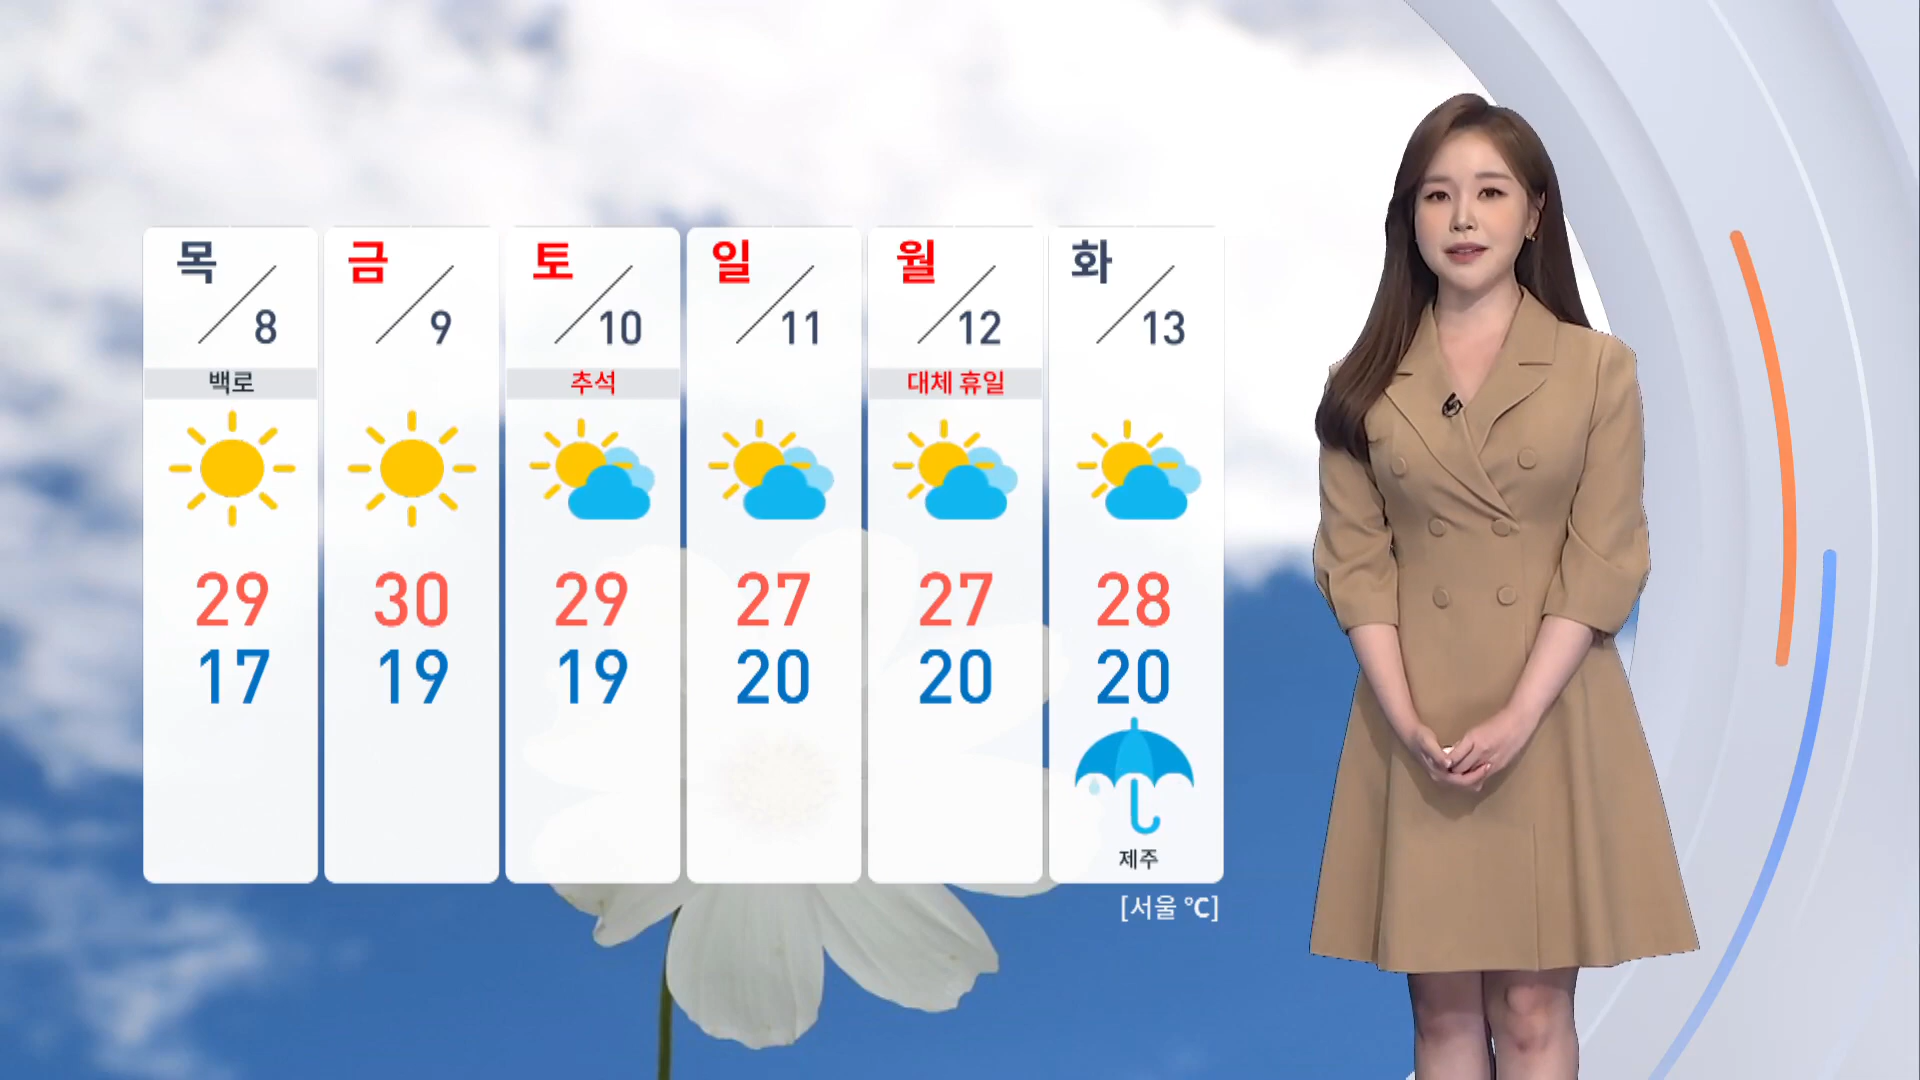 목 8
금 9
토 10
일 11
월 12
화 13
백로
추석
대체 휴일
29 30 29 27 27 28
17 19 19 20 20 20
제주
[서울 ℃]